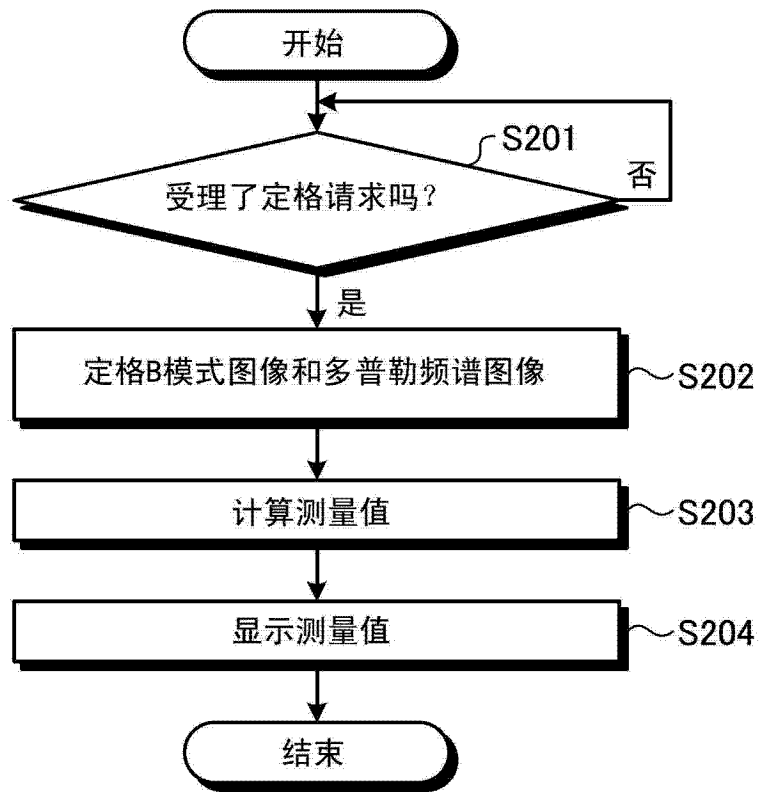 开始
S201
受理了定格请求吗?
否
是
定格B模式图像和多普勒频谱图像
S202
计算测量值
S203
显示测量值
S204
结束